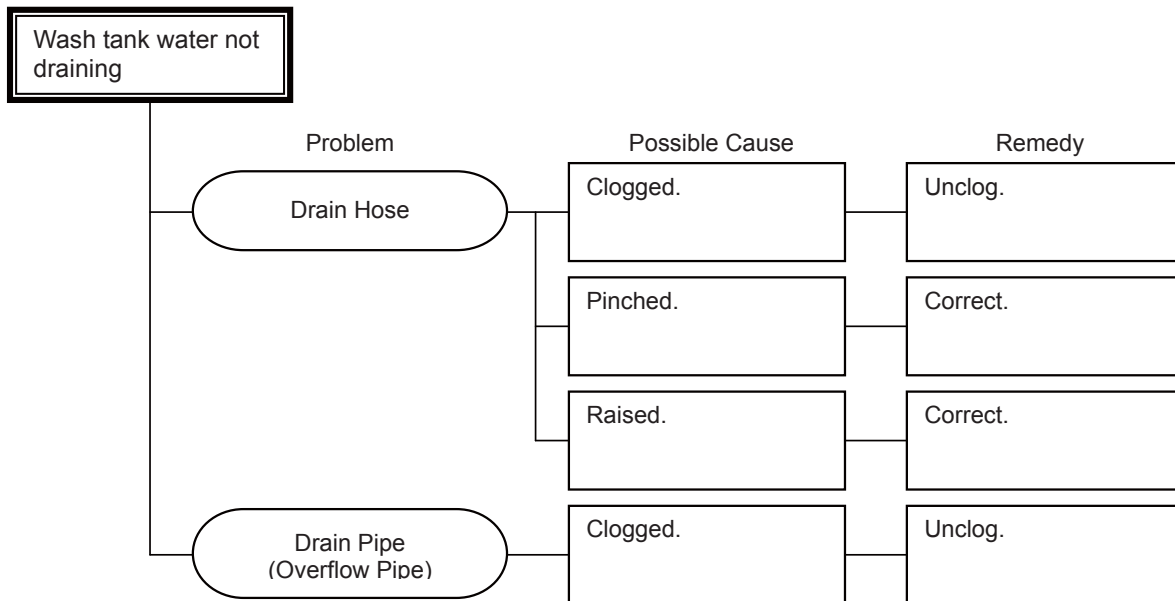 Wash tank water not
draining
Problem
Possible Cause
Remedy
Drain Hose
Clogged.
Unclog.
Pinched.
Correct.
Raised.
Correct.
Drain Pipe
(Overflow Pipe)
Clogged.
Unclog.